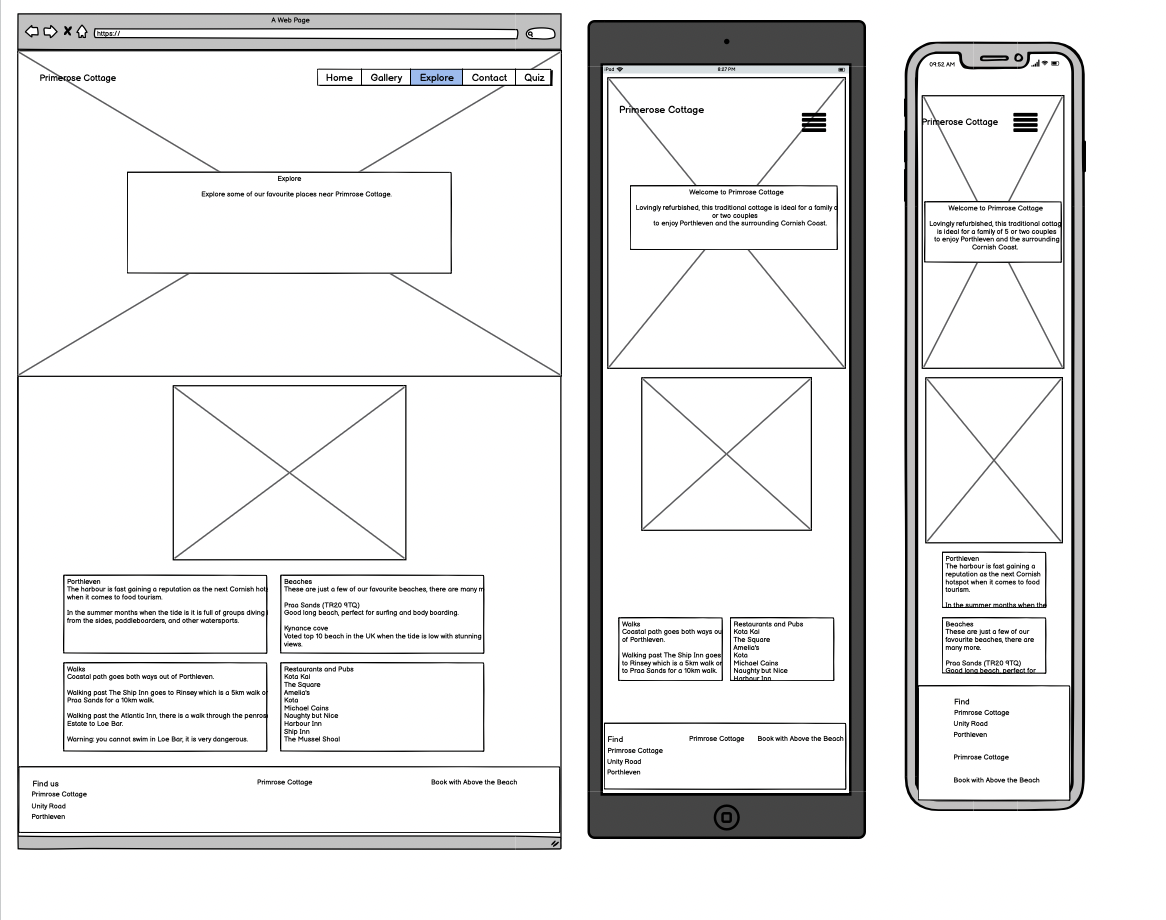 A Web Page
https://
Primerose Cottage
Home Gallery Explore Contact Quiz
Explore
Explore some of our favourite places near Primrose Cottage.
Porthleven
The harbour is fast gaining a reputation as the next Cornish hot
when it comes to food tourism.
In the summer months when the tide is it is full of groups diving
from the sides, paddleboarders, and other watersports.
Beaches
These are just a few of our favourite beaches, there are many m
Praa Sands (TR20 9TQ)
Good long beach, perfect for surfing and body boarding.
Kynance cove
Voted top 10 beach in the UK when the tide is low with stunning
views.
Walks
Coastal path goes both ways out of Porthleven.
Walking past The Ship Inn goes to Rinsey which is a 5km walk or
Praa Sands for a 10km walk.
Walking past the Atlantic Inn, there is a walk through the penros
Estate to Loe Bar.
Warning: you cannot swim in Loe Bar, it is very dangerous.
Restaurants and Pubs
Kota Kai
The Square
Amelia's
Kota
Michael Cains
Naughty but Nice
Harbour Inn
Ship Inn
The Mussel Shoal
Find us
Primrose Cottage
Unity Road
Porthleven
Primrose Cottage
Book with Above the Beach
iPod
8:27 PM
Primerose Cottage
Welcome to Primrose Cottage
Lovingly refurbished, this traditional cottage is ideal for a family o
or two couples
to enjoy Porthleven and the surrounding Cornish Coast.
Walks
Coastal path goes both ways ou
of Porthleven.
Walking past The Ship Inn goes
to Rinsey which is a 5km walk or
to Praa Sands for a 10km walk.
Restaurants and Pubs
Kota Kai
The Square
Amelia's
Kota
Michael Cains
Naughty but Nice
Harbour Inn
Find
Primrose Cottage
Unity Road
Porthleven
Primrose Cottage
Book with Above the Beach
09:52 AM
Primerose Cottage
Welcome to Primrose Cottage
Lovingly refurbished, this traditional cottag
is ideal for a family of 5 or two couples
to enjoy Porthleven and the surrounding
Cornish Coast.
Porthleven
The harbour is fast gaining a
reputation as the next Cornish
hotspot when it comes to food
tourism.
In the summer months when the
Beaches
These are just a few of our
favourite beaches, there are
many more.
Praa Sands (TR20 9TQ)
Good long beach, perfect for
Find
Primrose Cottage
Unity Road
Porthleven
Primrose Cottage
Book with Above the Beach